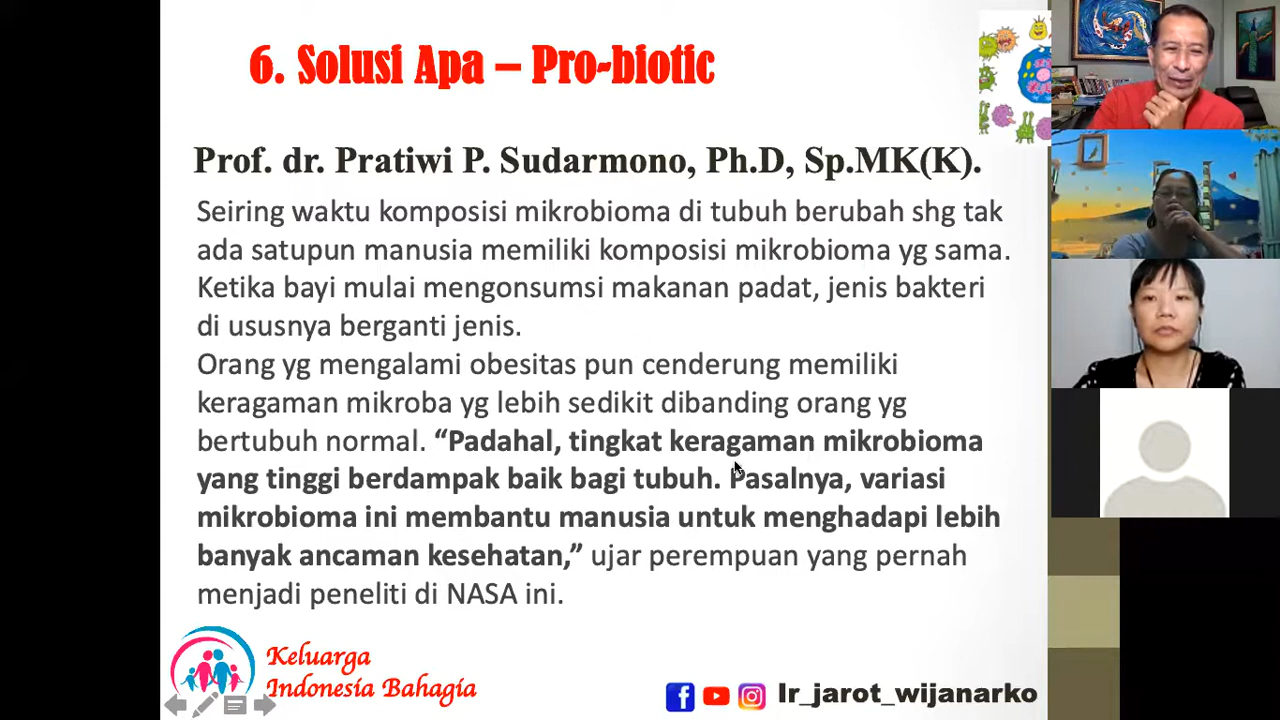 6. Solusi Apa – Pro-biotic
Prof. dr. Pratiwi P. Sudarmono, Ph.D, Sp.MK(K).
Seiring waktu komposisi mikrobioma di tubuh berubah shg tak
ada satupun manusia memiliki komposisi mikrobioma yg sama.
Ketika bayi mulai mengonsumsi makanan padat, jenis bakteri
di ususnya berganti jenis.
Orang yg mengalami obesitas pun cenderung memiliki
keragaman mikroba yg lebih sedikit dibanding orang yg
bertubuh normal. “Padahal, tingkat keragaman mikrobioma
yang tinggi berdampak baik bagi tubuh. Pasalnya, variasi
mikrobioma ini membantu manusia untuk menghadapi lebih
banyak ancaman kesehatan,” ujar perempuan yang pernah
menjadi peneliti di NASA ini.
Keluarga
Indonesia Bahagia
Ir_jarot_wijanarko